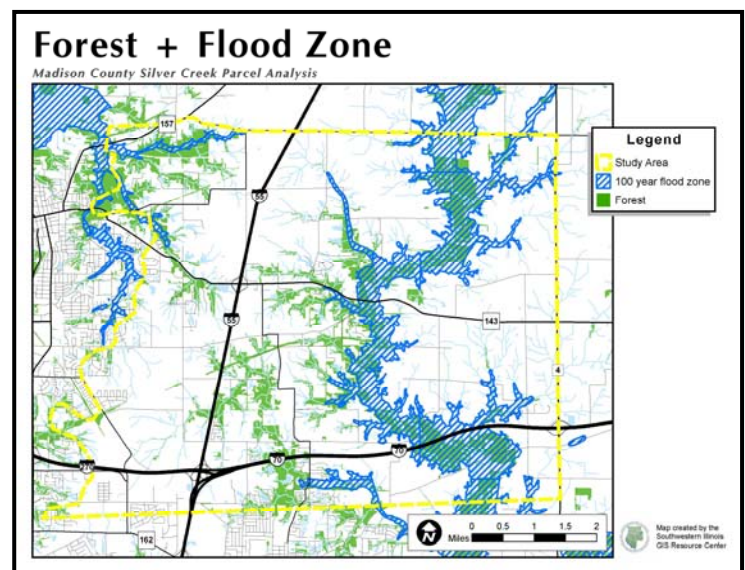 Forest + Flood Zone
Madison County Silver Creek Parcel Analysis
157
Legend
Study Area
100 year flood zone
Forest
55
55
143
4
70
70
270
162
N
Miles
0 0.5 1 1.5 2
Map created by the
Southwestern Illinois
GIS Resource Center